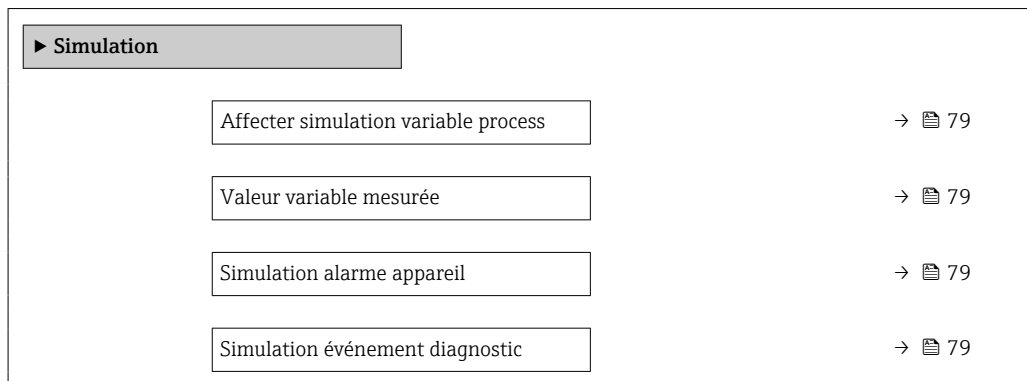 ▶ Simulation
Affecter simulation variable process → 79
Valeur variable mesurée → 79
Simulation alarme appareil → 79
Simulation événement diagnostic → 79